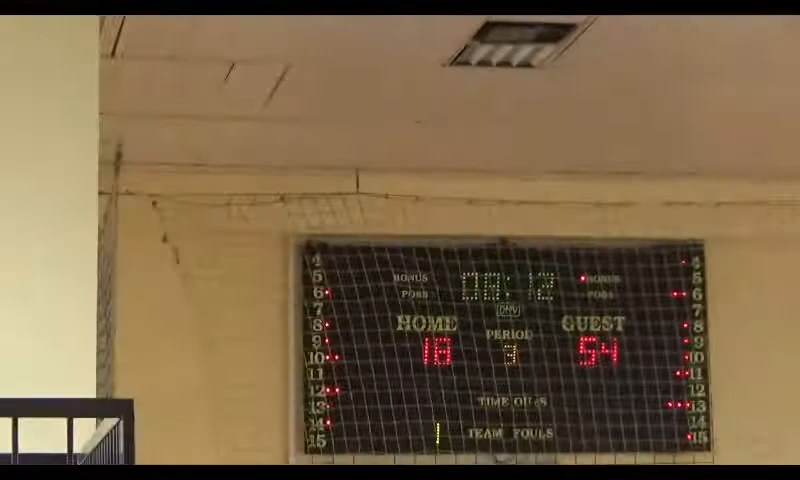 4 4
5 BONUS 00:12 BONUS 5
6 POSS POSS 6
7 DMV 7
8 HOME GUEST 8
9 PERIOD 9
10 18 3 54 10
11 11
12 12
13 TIME OUTS 13
14 14
15 1 TEAM FOULS 15